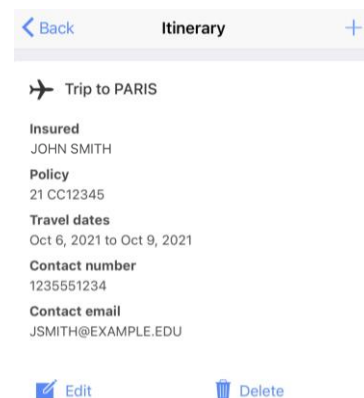 Back Itinerary +
Trip to PARIS
Insured
JOHN SMITH
Policy
21 CC12345
Travel dates
Oct 6, 2021 to Oct 9, 2021
Contact number
1235551234
Contact email
JSMITH@EXAMPLE.EDU
Edit Delete